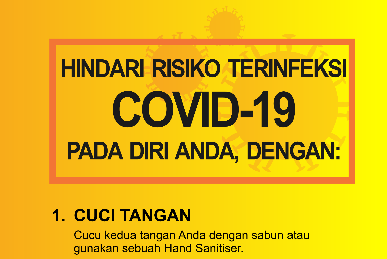 HINDARI RISIKO TERINFEKSI
COVID-19
PADA DIRI ANDA, DENGAN:
1. CUCI TANGAN
Cucu kedua tangan Anda dengan sabun atau
gunakan sebuah Hand Sanitiser.